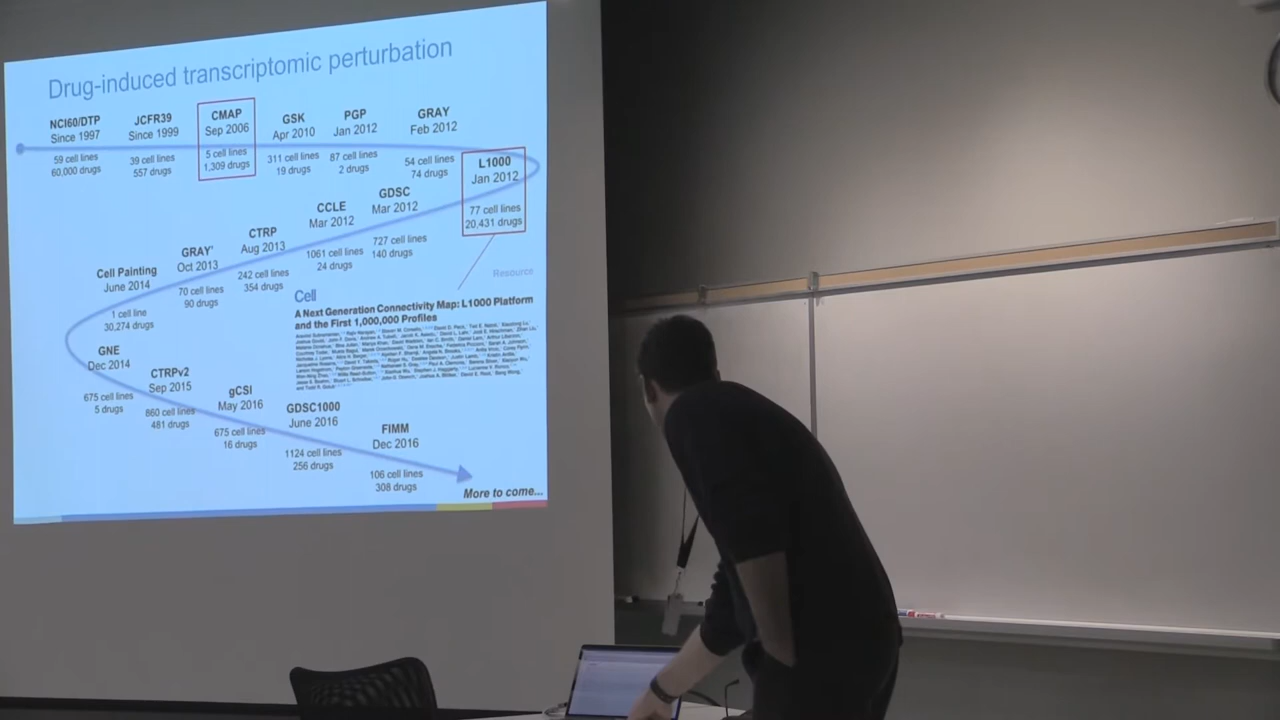 Drug-induced transcriptomic perturbation
NCI60/DTP
Since 1997
59 cell lines
60,000 drugs
JCFR39
Since 1999
39 cell lines
557 drugs
CMAP
Sep 2006
5 cell lines
1,309 drugs
GSK
Apr 2010
311 cell lines
19 drugs
PGP
Jan 2012
87 cell lines
2 drugs
GRAY
Feb 2012
54 cell lines
74 drugs
L1000
Jan 2012
77 cell lines
20,431 drugs
GDSC
Mar 2012
727 cell lines
140 drugs
CCLE
Mar 2012
1061 cell lines
24 drugs
CTRP
Aug 2013
242 cell lines
354 drugs
GRAY'
Oct 2013
70 cell lines
90 drugs
Cell Painting
June 2014
1 cell line
30,274 drugs
Resource
Cell
A Next Generation Connectivity Map: L1000 Platform
and the First 1,000,000 Profiles
GNE
Dec 2014
675 cell lines
5 drugs
CTRPv2
Sep 2015
860 cell lines
481 drugs
gCSI
May 2016
675 cell lines
16 drugs
GDSC1000
June 2016
1124 cell lines
256 drugs
FIMM
Dec 2016
106 cell lines
308 drugs
More to come...